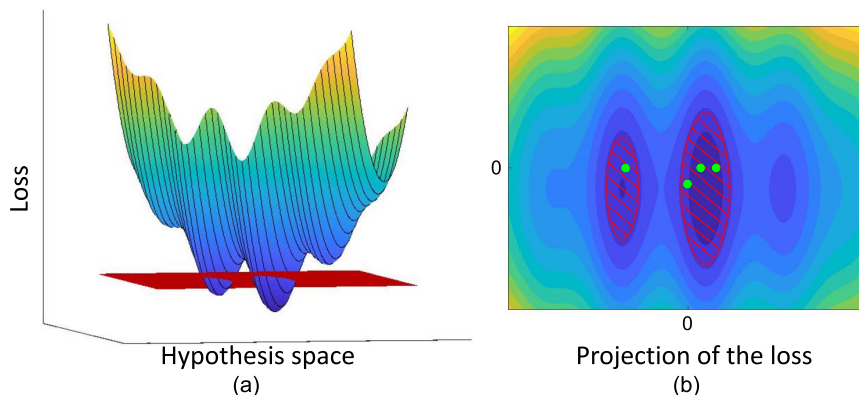 Loss
Hypothesis space
(a)
0
0
Projection of the loss
(b)